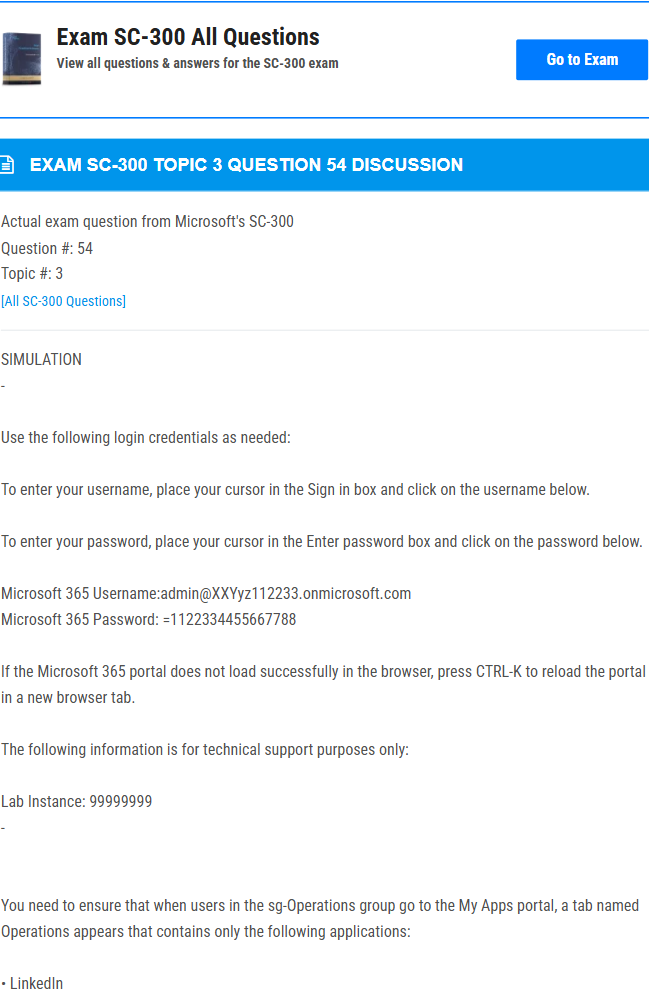 Exam SC-300 All Questions
View all questions & answers for the SC-300 exam
Go to Exam
EXAM SC-300 TOPIC 3 QUESTION 54 DISCUSSION
Actual exam question from Microsoft's SC-300
Question #: 54
Topic #: 3
[All SC-300 Questions]
SIMULATION
-
Use the following login credentials as needed:
To enter your username, place your cursor in the Sign in box and click on the username below.
To enter your password, place your cursor in the Enter password box and click on the password below.
Microsoft 365 Username:admin@XXYyz112233.onmicrosoft.com
Microsoft 365 Password: =1122334455667788
If the Microsoft 365 portal does not load successfully in the browser, press CTRL-K to reload the portal
in a new browser tab.
The following information is for technical support purposes only:
Lab Instance: 99999999
-
You need to ensure that when users in the sg-Operations group go to the My Apps portal, a tab named
Operations appears that contains only the following applications:
• LinkedIn